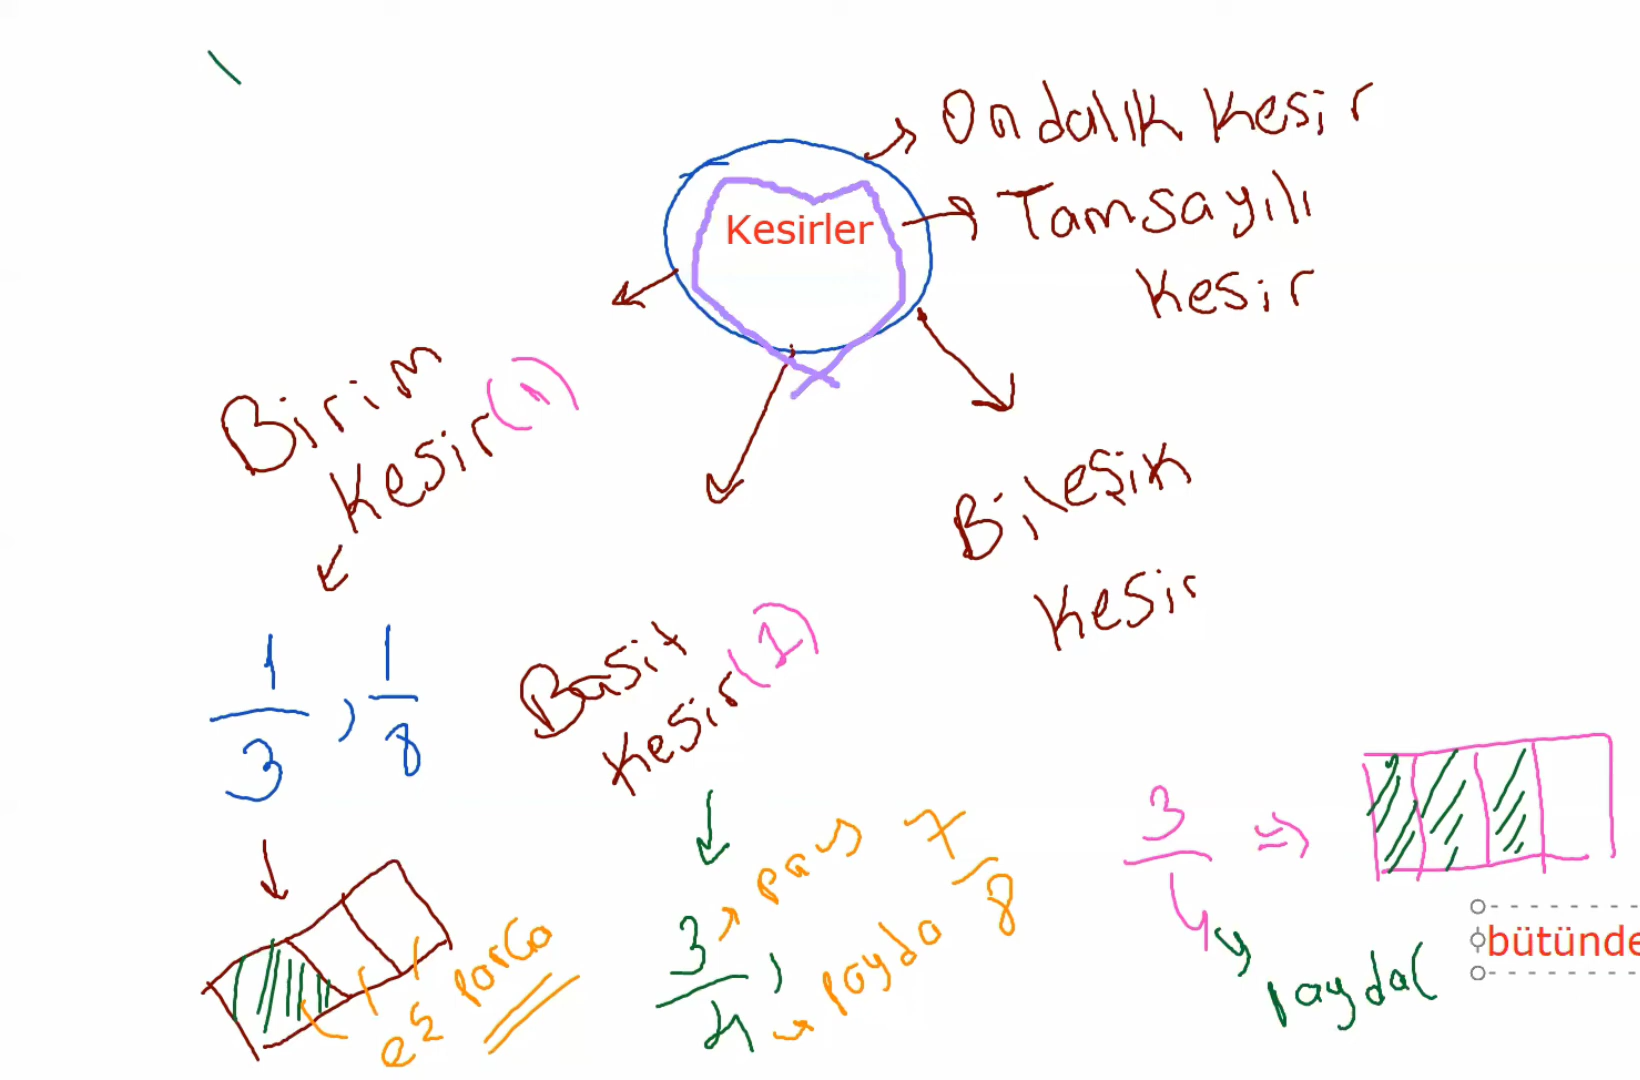 Ondalık Kesir
Tamsayılı
Kesir
Kesirler
Birim
Kesir (1)
Bileşik
Kesir
Basit
Kesir (2)
1/3 , 1/8
3/4 ,
7/8
pay
payda
eş parça
3/4 ⇒
payda
bütünde